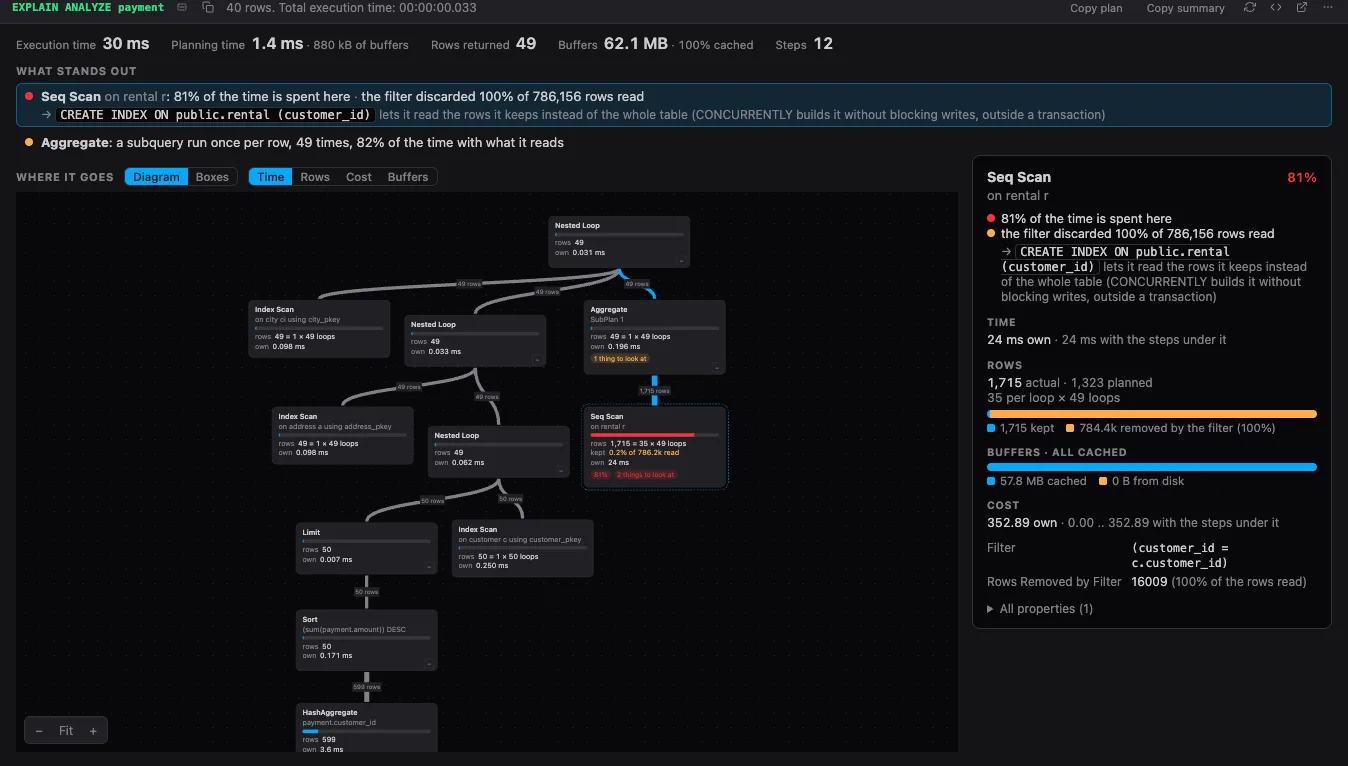 EXPLAIN ANALYZE payment 40 rows. Total execution time: 00:00:00.033 Copy plan Copy summary
Execution time 30 ms Planning time 1.4 ms · 880 kB of buffers Rows returned 49 Buffers 62.1 MB · 100% cached Steps 12
WHAT STANDS OUT
Seq Scan on rental r: 81% of the time is spent here · the filter discarded 100% of 786,156 rows read
→ CREATE INDEX ON public.rental (customer_id) lets it read the rows it keeps instead of the whole table (CONCURRENTLY builds it without blocking writes, outside a transaction)
Aggregate: a subquery run once per row, 49 times, 82% of the time with what it reads
WHERE IT GOES Diagram Boxes Time Rows Cost Buffers
Nested Loop
rows 49
own 0.031 ms
49 rows
49 rows
49 rows
Index Scan
on city ci using city_pkey
rows 49 = 1 × 49 loops
own 0.098 ms
Nested Loop
rows 49
own 0.033 ms
Aggregate
SubPlan 1
rows 49 = 1 × 49 loops
own 0.196 ms
1 thing to look at
49 rows
49 rows
1,715 rows
Index Scan
on address a using address_pkey
rows 49 = 1 × 49 loops
own 0.098 ms
Nested Loop
rows 49
own 0.062 ms
Seq Scan
on rental r
rows 1,715 = 35 × 49 loops
kept 0.2% of 786.2k read
own 24 ms
81% 2 things to look at
50 rows
50 rows
Limit
rows 50
own 0.007 ms
Index Scan
on customer c using customer_pkey
rows 50 = 1 × 50 loops
own 0.250 ms
50 rows
Sort
(sum(payment.amount)) DESC
rows 50
own 0.171 ms
599 rows
HashAggregate
payment.customer_id
rows 599
own 3.6 ms
− Fit +
Seq Scan 81%
on rental r
81% of the time is spent here
the filter discarded 100% of 786,156 rows read
→ CREATE INDEX ON public.rental
(customer_id) lets it read the rows it keeps instead
of the whole table (CONCURRENTLY builds it without
blocking writes, outside a transaction)
TIME
24 ms own · 24 ms with the steps under it
ROWS
1,715 actual · 1,323 planned
35 per loop × 49 loops
1,715 kept 784.4k removed by the filter (100%)
BUFFERS · ALL CACHED
57.8 MB cached 0 B from disk
COST
352.89 own · 0.00 .. 352.89 with the steps under it
Filter (customer_id =
c.customer_id)
Rows Removed by Filter 16009 (100% of the rows read)
All properties (1)